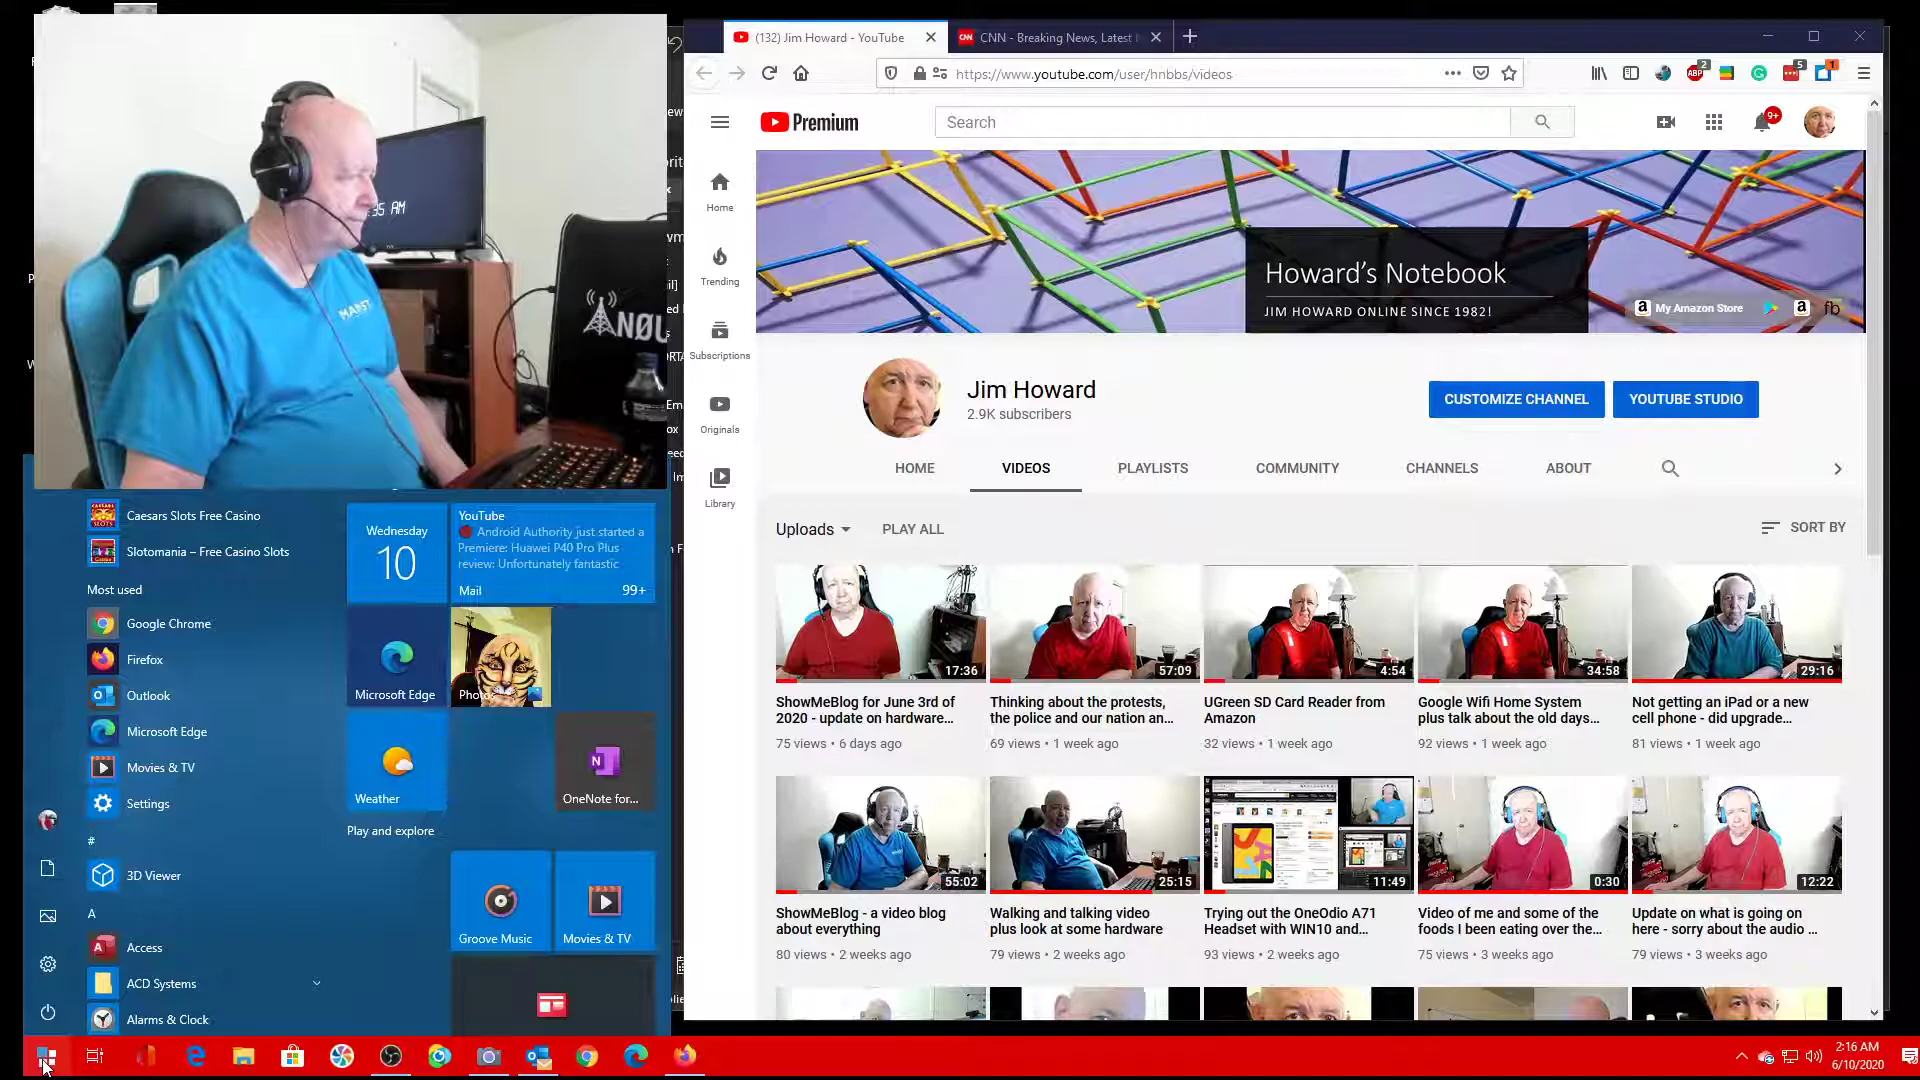 (132) Jim Howard - YouTube
CNN - Breaking News, Latest
https://www.youtube.com/user/hnbbs/videos
ABP
2
5
1
Premium
Search
9+
Home
Trending
Subscriptions
Originals
Library
Howard's Notebook
JIM HOWARD ONLINE SINCE 1982!
My Amazon Store
fb
Jim Howard
2.9K subscribers
CUSTOMIZE CHANNEL
YOUTUBE STUDIO
HOME
VIDEOS
PLAYLISTS
COMMUNITY
CHANNELS
ABOUT
Uploads
PLAY ALL
SORT BY
17:36
57:09
4:54
34:58
29:16
ShowMeBlog for June 3rd of
2020 - update on hardware...
75 views • 6 days ago
Thinking about the protests,
the police and our nation an...
69 views • 1 week ago
UGreen SD Card Reader from
Amazon
32 views • 1 week ago
Google Wifi Home System
plus talk about the old days...
92 views • 1 week ago
Not getting an iPad or a new
cell phone - did upgrade...
81 views • 1 week ago
55:02
25:15
11:49
0:30
12:22
ShowMeBlog - a video blog
about everything
80 views • 2 weeks ago
Walking and talking video
plus look at some hardware
79 views • 2 weeks ago
Trying out the OneOdio A71
Headset with WIN10 and...
93 views • 2 weeks ago
Video of me and some of the
foods I been eating over the...
75 views • 3 weeks ago
Update on what is going on
here - sorry about the audio ...
79 views • 3 weeks ago
:35 AM
Caesars Slots Free Casino
Slotomania – Free Casino Slots
Most used
Google Chrome
Firefox
Outlook
Microsoft Edge
Movies & TV
Settings
#
3D Viewer
A
Access
ACD Systems
Alarms & Clock
Wednesday
10
YouTube
Android Authority just started a
Premiere: Huawei P40 Pro Plus
review: Unfortunately fantastic
Mail
99+
Microsoft Edge
Photos
Weather
OneNote for...
Play and explore
Groove Music
Movies & TV
2:16 AM
6/10/2020